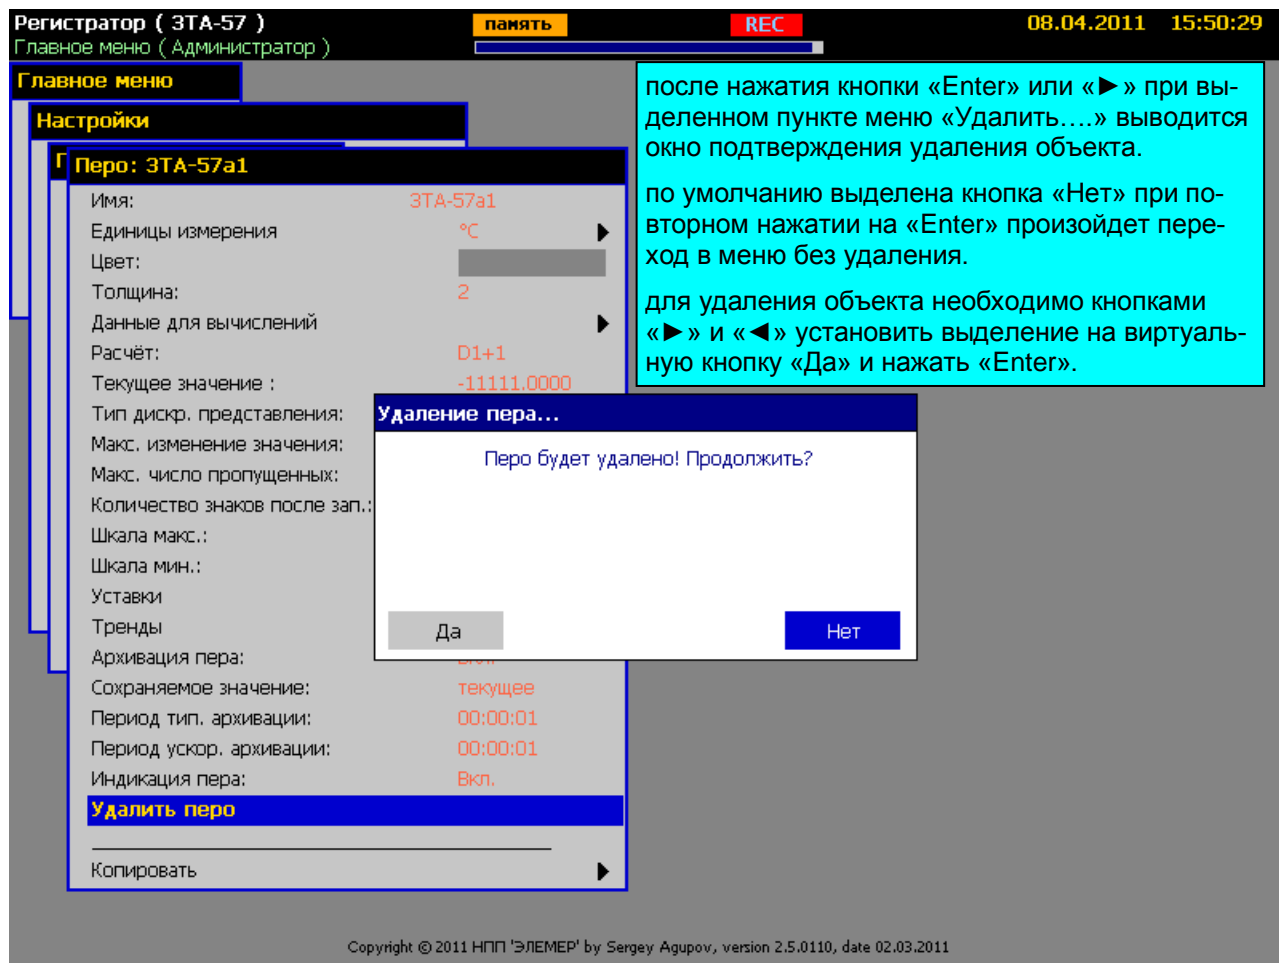 Регистратор ( ЗТА-57 )
память
REC
08.04.2011 15:50:29
Главное меню ( Администратор )
Главное меню
Настройки
Перо: ЗТА-57а1
Имя: ЗТА-57а1
Единицы измерения °C ▶
Цвет:
Толщина: 2
Данные для вычислений ▶
Расчёт: D1+1
Текущее значение : -11111.0000
Тип дискр. представления:
Макс. изменение значения:
Макс. число пропущенных:
Количество знаков после зап.:
Шкала макс.:
Шкала мин.:
Уставки
Тренды
Архивация пера:
Сохраняемое значение: текущее
Период тип. архивации: 00:00:01
Период ускор. архивации: 00:00:01
Индикация пера: Вкл.
Удалить перо
Копировать ▶
после нажатия кнопки «Enter» или «►» при вы-
деленном пункте меню «Удалить….» выводится
окно подтверждения удаления объекта.
по умолчанию выделена кнопка «Нет» при по-
вторном нажатии на «Enter» произойдет пере-
ход в меню без удаления.
для удаления объекта необходимо кнопками
«►» и «◄» установить выделение на виртуаль-
ную кнопку «Да» и нажать «Enter».
Удаление пера...
Перо будет удалено! Продолжить?
Да
Нет
Copyright © 2011 НПП 'ЭЛЕМЕР' by Sergey Agupov, version 2.5.0110, date 02.03.2011